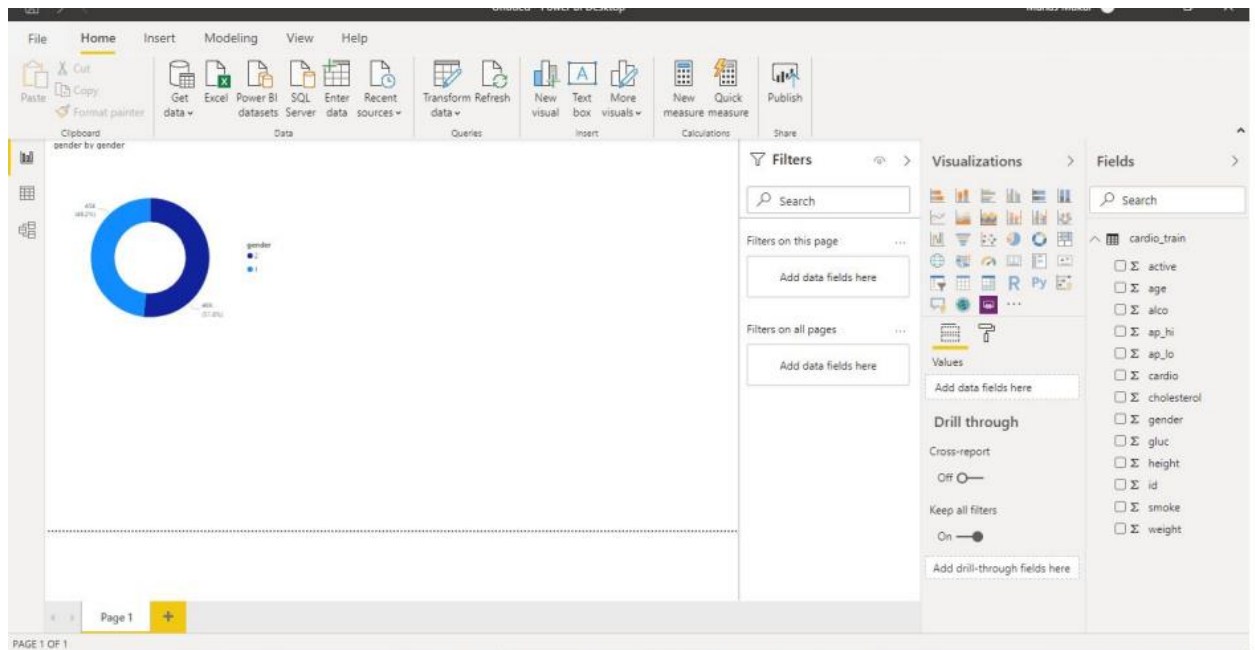 File Home Insert Modeling View Help
Paste
Cut
Copy
Format painter
Clipboard
Get data
Excel
Power BI datasets
SQL Server
Enter data
Recent sources
Data
Transform data
Refresh
Queries
New visual
Text box
More visuals
Insert
New measure
Quick measure
Calculations
Publish
Share
gender by gender
gender
2
1
Filters
Search
Filters on this page
Add data fields here
Filters on all pages
Add data fields here
Visualizations
R Py
Values
Add data fields here
Drill through
Cross-report
Off
Keep all filters
On
Add drill-through fields here
Fields
Search
cardio_train
Σ active
Σ age
Σ alco
Σ ap_hi
Σ ap_lo
Σ cardio
Σ cholesterol
Σ gender
Σ gluc
Σ height
Σ id
Σ smoke
Σ weight
Page 1
PAGE 1 OF 1